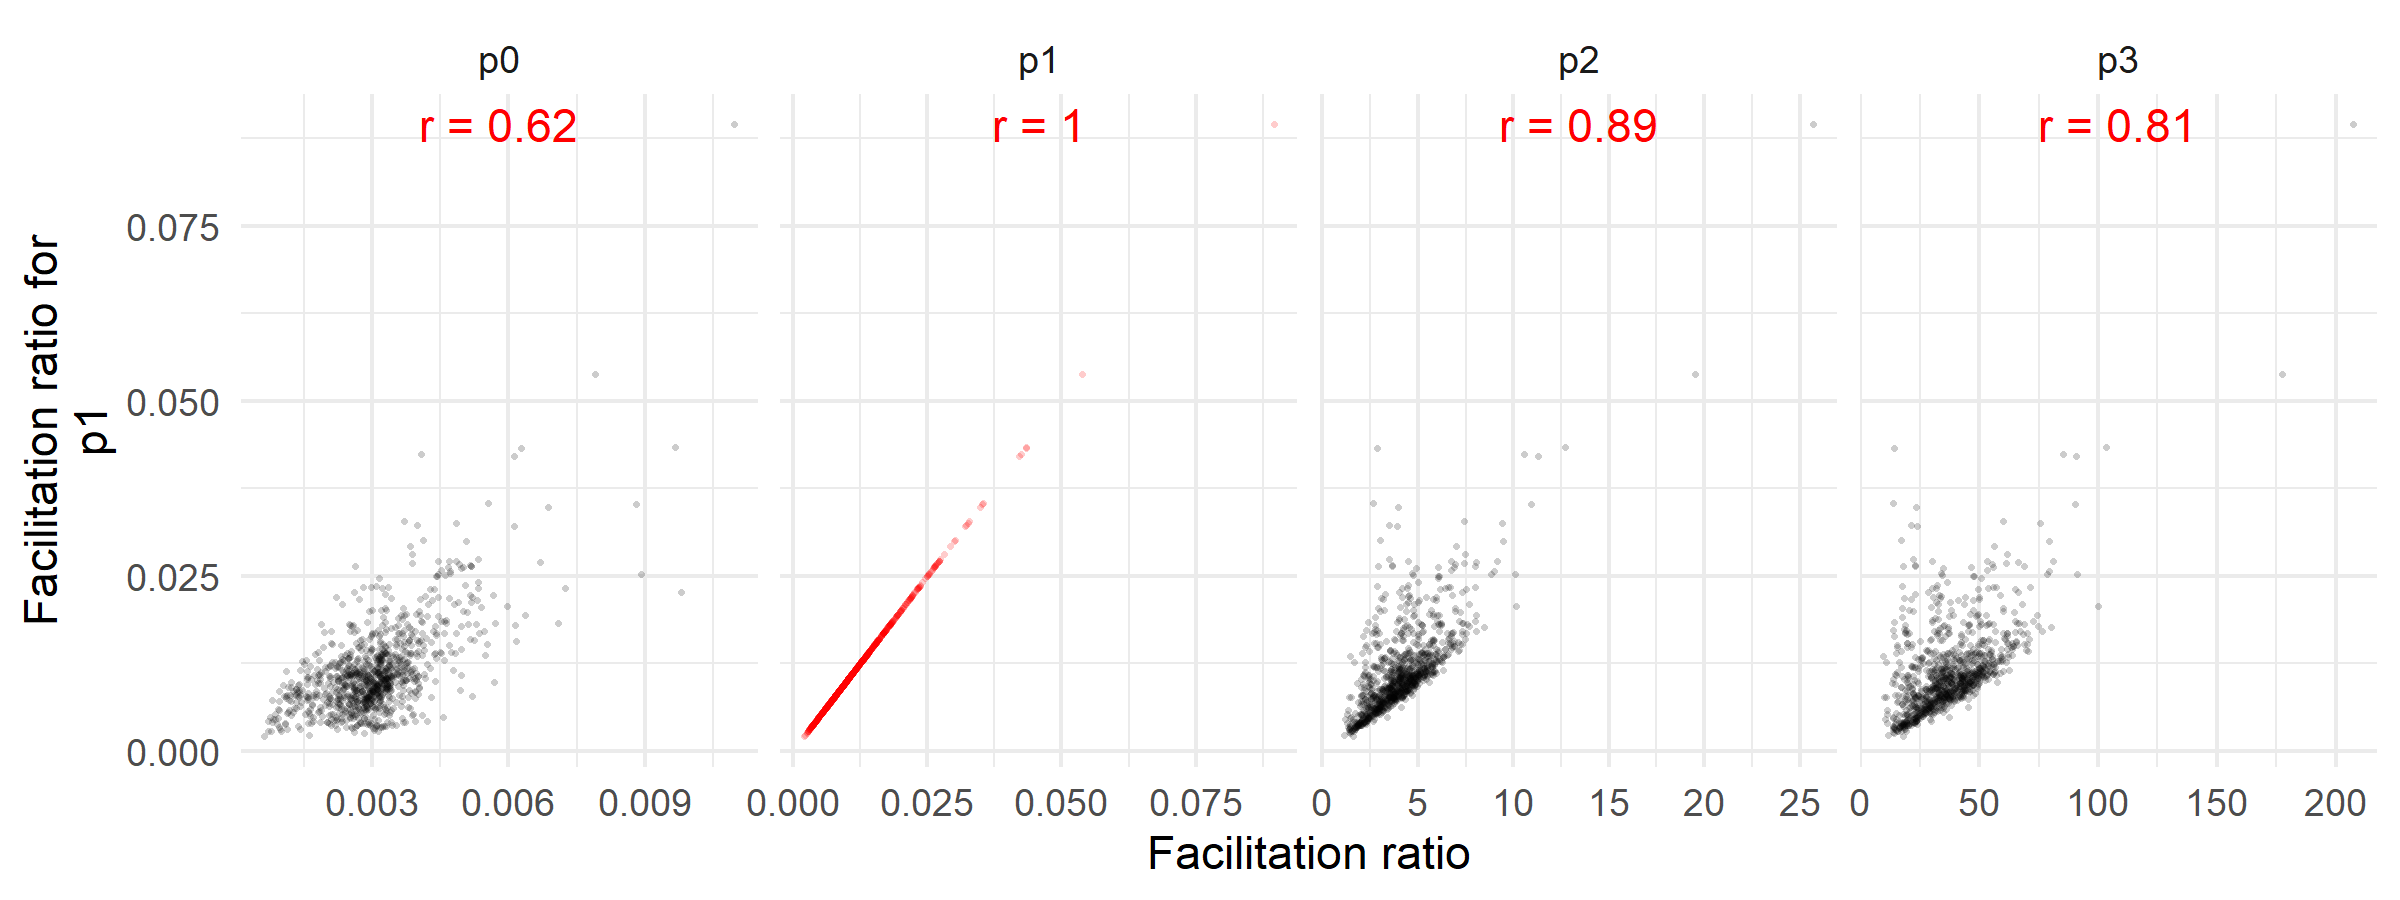 p0 p1 p2 p3
r = 0.62 r = 1 r = 0.89 r = 0.81
Facilitation ratio for
p1
0.075
0.050
0.025
0.000
0.003 0.006 0.009 0.000 0.025 0.050 0.075 0 5 10 15 20 25 0 50 100 150 200
Facilitation ratio